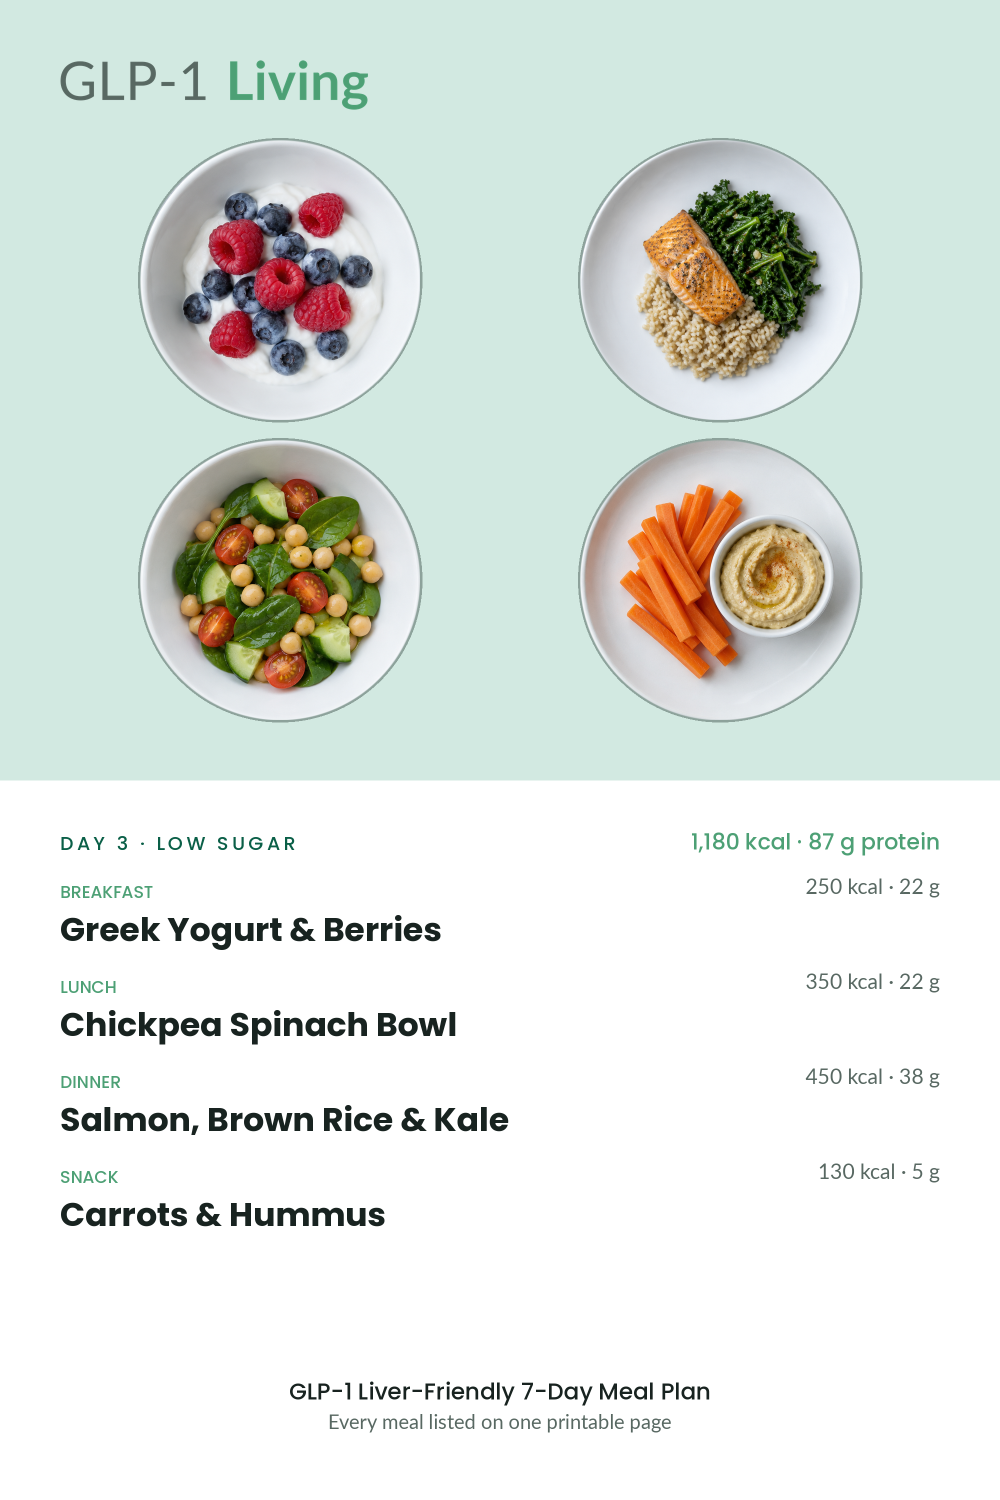 GLP-1 Living
DAY 3 · LOW SUGAR
1,180 kcal · 87 g protein
BREAKFAST
250 kcal · 22 g
Greek Yogurt & Berries
LUNCH
350 kcal · 22 g
Chickpea Spinach Bowl
DINNER
450 kcal · 38 g
Salmon, Brown Rice & Kale
SNACK
130 kcal · 5 g
Carrots & Hummus
GLP-1 Liver-Friendly 7-Day Meal Plan
Every meal listed on one printable page